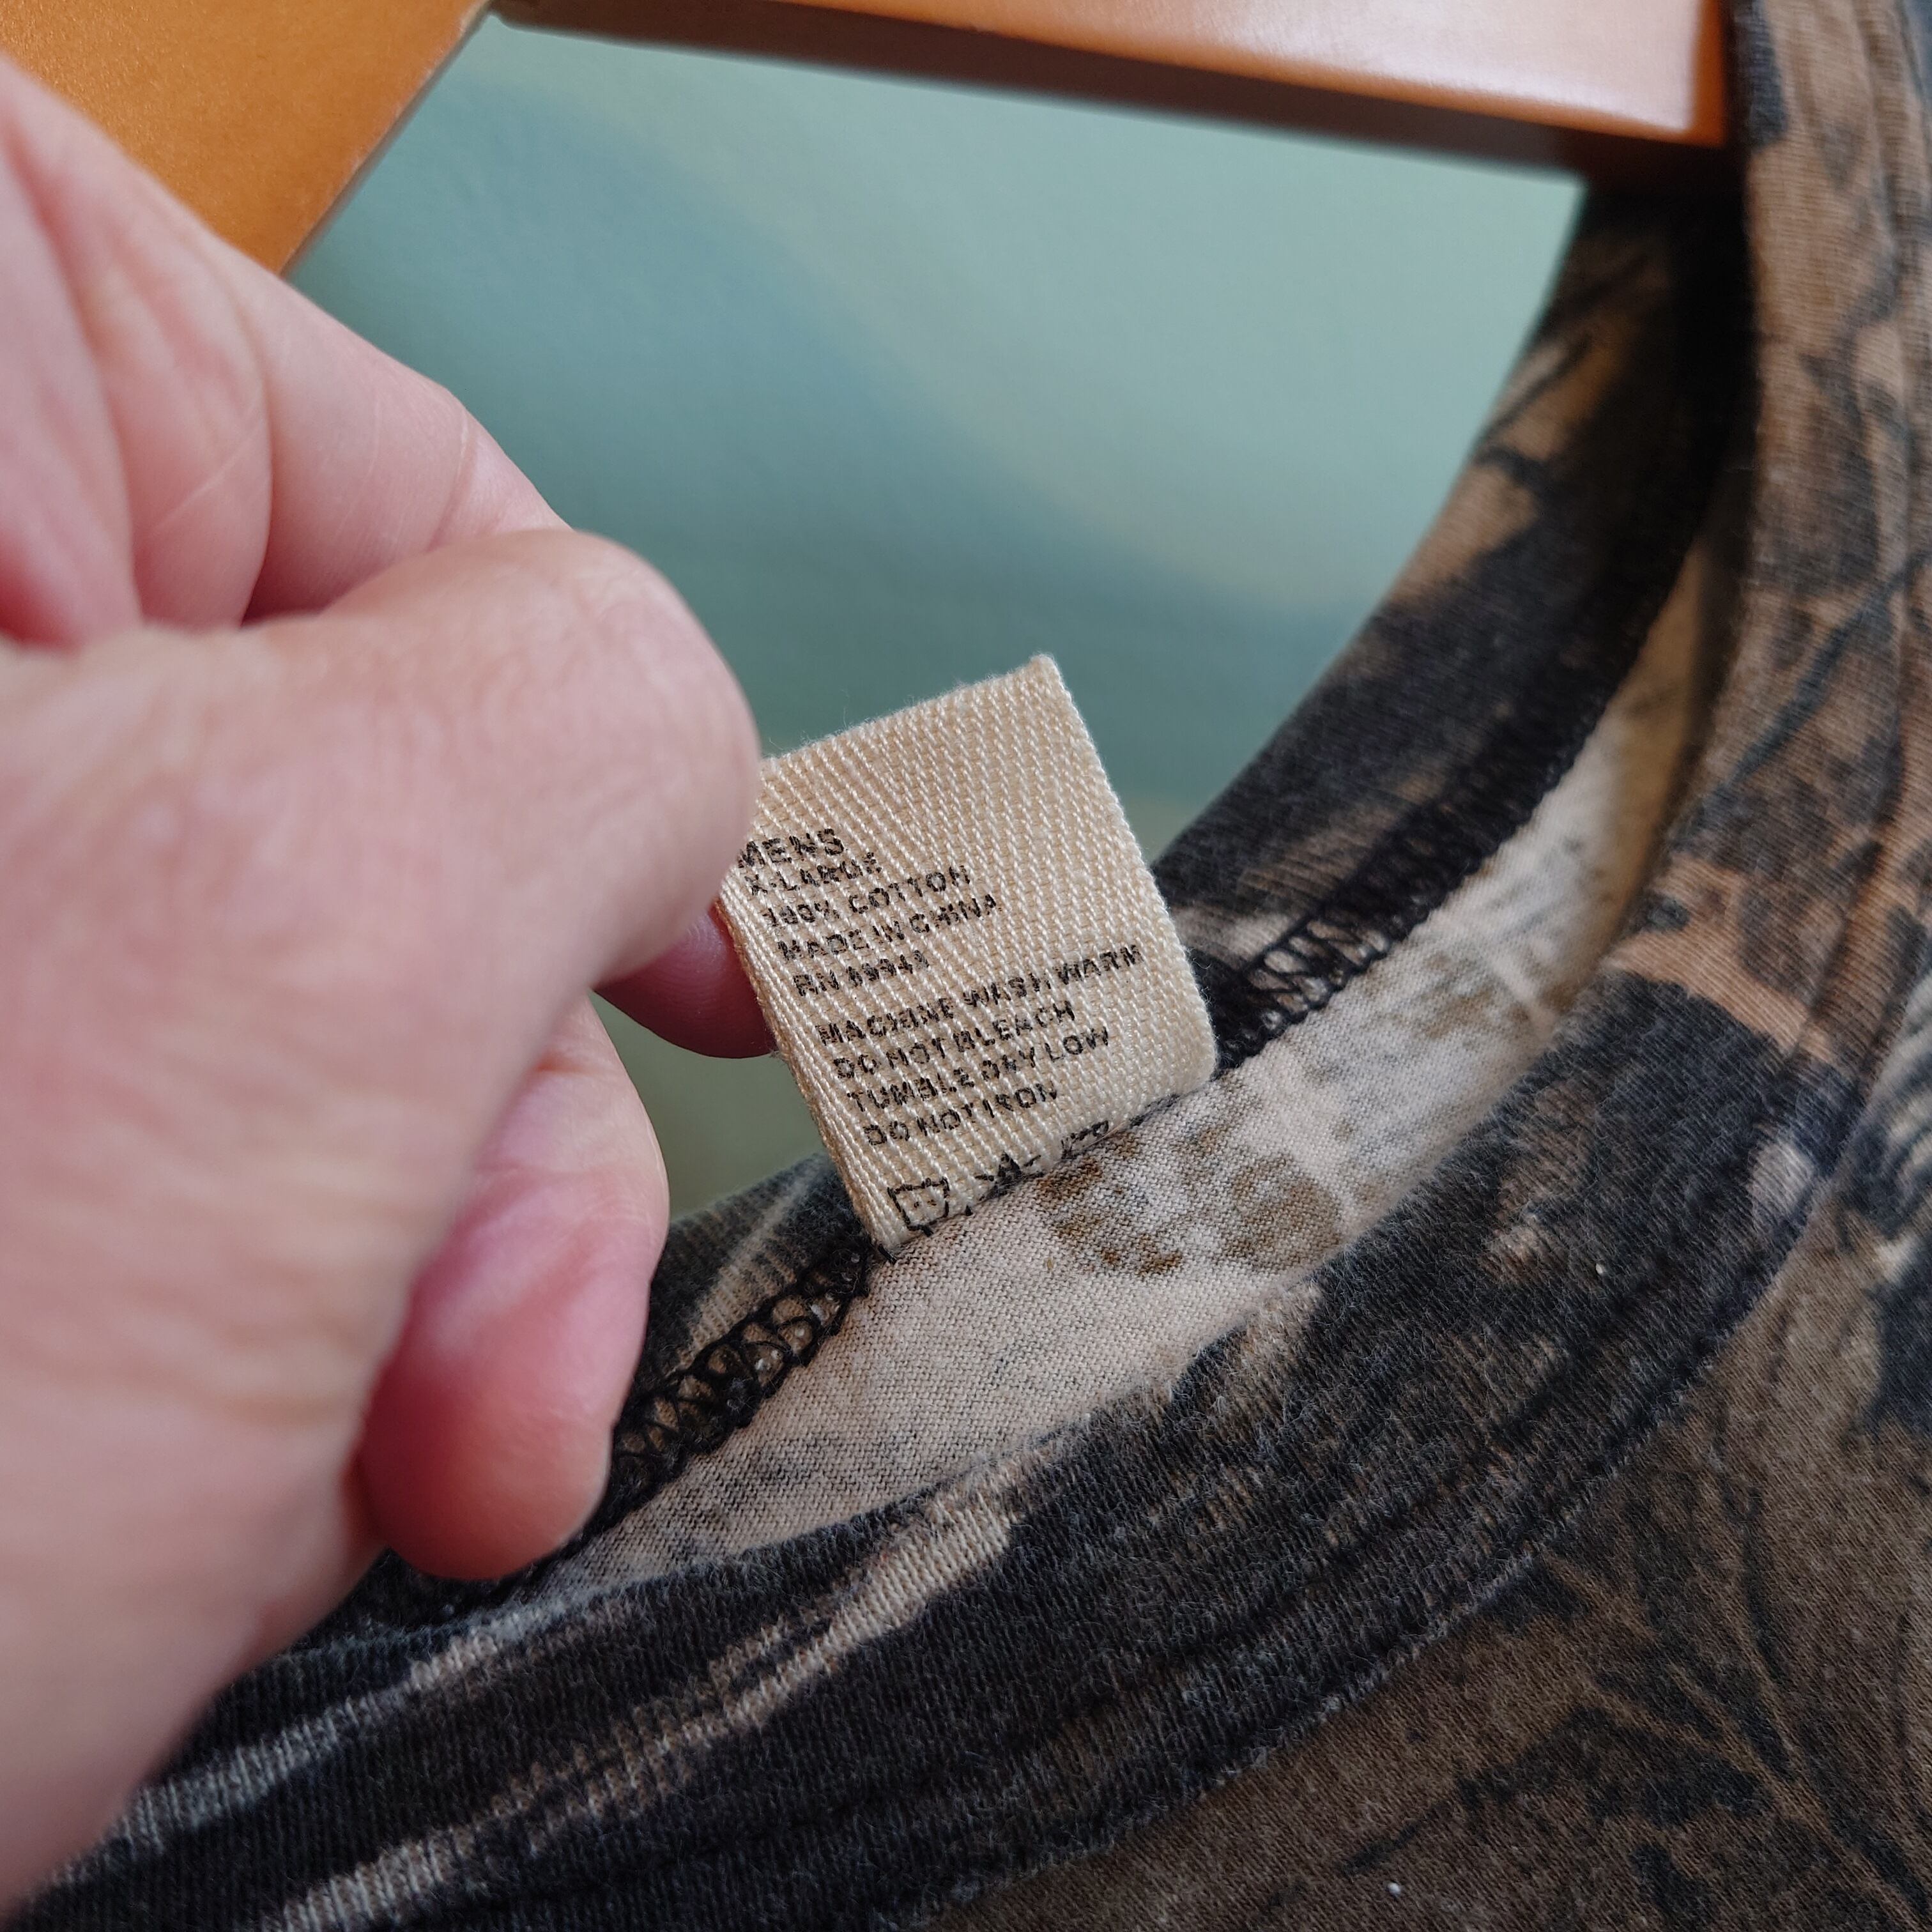 MENS
X-LARGE
100% COTTON
MADE IN CHINA
RN
MACHINE WASH WARM
DO NOT BLEACH
TUMBLE DRY LOW
DO NOT IRON